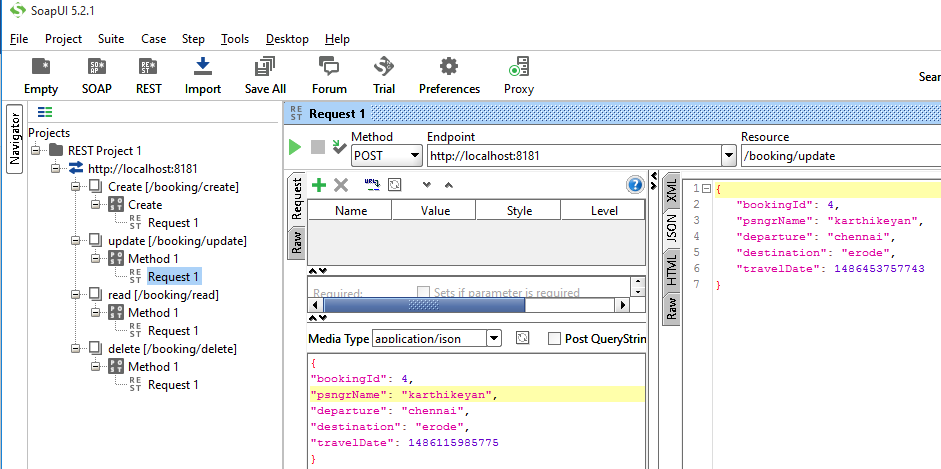 SoapUI 5.2.1
File Project Suite Case Step Tools Desktop Help
Empty SOAP REST Import Save All Forum Trial Preferences Proxy Sear
Navigator
Projects
REST Project 1
http://localhost:8181
Create [/booking/create]
Create
Request 1
update [/booking/update]
Method 1
Request 1
read [/booking/read]
Method 1
Request 1
delete [/booking/delete]
Method 1
Request 1
Request 1
Method Endpoint Resource
POST http://localhost:8181 /booking/update
Request
Raw
Name Value Style Level
Required: Sets if parameter is required
Media Type application/json Post QueryStrin
{
"bookingId": 4,
"psngrName": "karthikeyan",
"departure": "chennai",
"destination": "erode",
"travelDate": 1486115985775
}
XML
JSON
HTML
Raw
1 {
2 "bookingId": 4,
3 "psngrName": "karthikeyan",
4 "departure": "chennai",
5 "destination": "erode",
6 "travelDate": 1486453757743
7 }